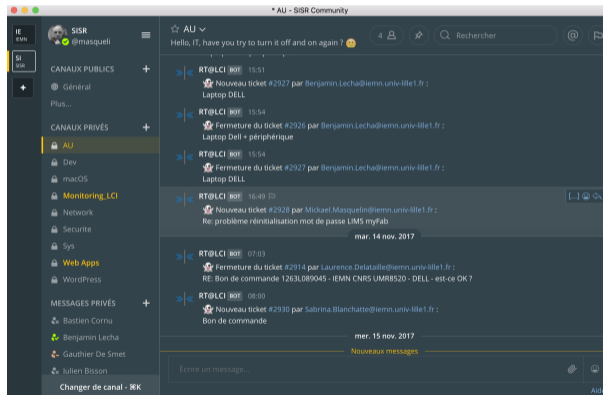 * AU - SISR Community
IE
IEMN
SI
SISR
+
SISR
@masqueli
CANAUX PUBLICS +
Général
Plus...
CANAUX PRIVÉS +
AU
Dev
macOS
Monitoring_LCI
Network
Securite
Sys
Web Apps
WordPress
MESSAGES PRIVÉS +
Bastien Cornu
Benjamin Lecha
Gauthier De Smet
Julien Bisson
Changer de canal - ⌘K
☆ AU
Hello, IT, have you try to turn it off and on again ?
4
Rechercher
@
RT@LCI BOT 15:51
Nouveau ticket #2927 par Benjamin.Lecha@iemn.univ-lille1.fr :
Laptop DELL
RT@LCI BOT 15:54
Fermeture du ticket #2926 par Benjamin.Lecha@iemn.univ-lille1.fr :
Laptop Dell + périphérique
RT@LCI BOT 15:54
Fermeture du ticket #2927 par Benjamin.Lecha@iemn.univ-lille1.fr :
Laptop DELL
RT@LCI BOT 16:49
[...]
Nouveau ticket #2928 par Mickael.Masquelin@iemn.univ-lille1.fr :
Re: problème réinitialisation mot de passe LIMS myFab
mar. 14 nov. 2017
RT@LCI BOT 07:03
Fermeture du ticket #2914 par Laurence.Delataille@iemn.univ-lille1.fr :
RE: Bon de commande 1263L089045 - IEMN CNRS UMR8520 - DELL - est-ce OK ?
RT@LCI BOT 08:00
Nouveau ticket #2930 par Sabrina.Blanchatte@iemn.univ-lille1.fr :
Bon de commande
mer. 15 nov. 2017
Nouveaux messages
Écrire un message...
Aide